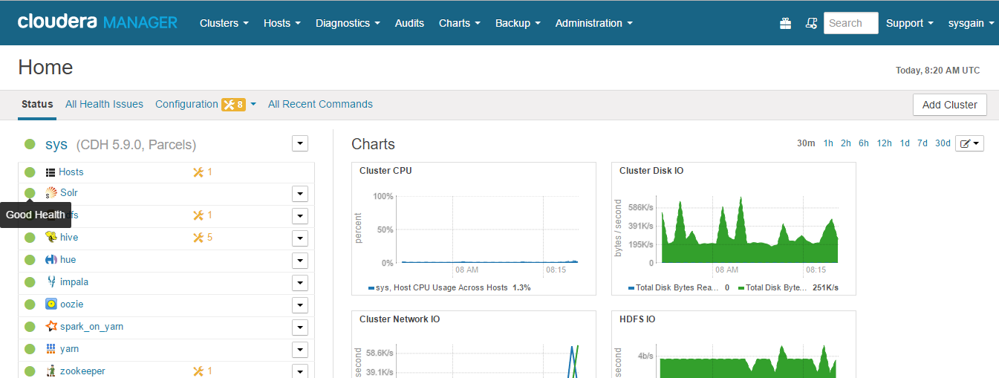 cloudera MANAGER Clusters Hosts Diagnostics Audits Charts Backup Administration Search Support sysgain
Home
Today, 8:20 AM UTC
Status All Health Issues Configuration 8 All Recent Commands Add Cluster
sys (CDH 5.9.0, Parcels)
Hosts 1
S Solr
Good Health
dfs 1
hive 5
hue
impala
oozie
spark_on_yarn
yarn
zookeeper 1
Charts
30m 1h 2h 6h 12h 1d 7d 30d
Cluster CPU
percent
100%
50%
0%
08 AM 08:15
sys, Host CPU Usage Across Hosts 1.3%
Cluster Disk IO
bytes / second
586K/s
391K/s
195K/s
0
08 AM 08:15
Total Disk Bytes Rea... 0 Total Disk Byte... 251K/s
Cluster Network IO
second
58.6K/s
39.1K/s
HDFS IO
second
4b/s